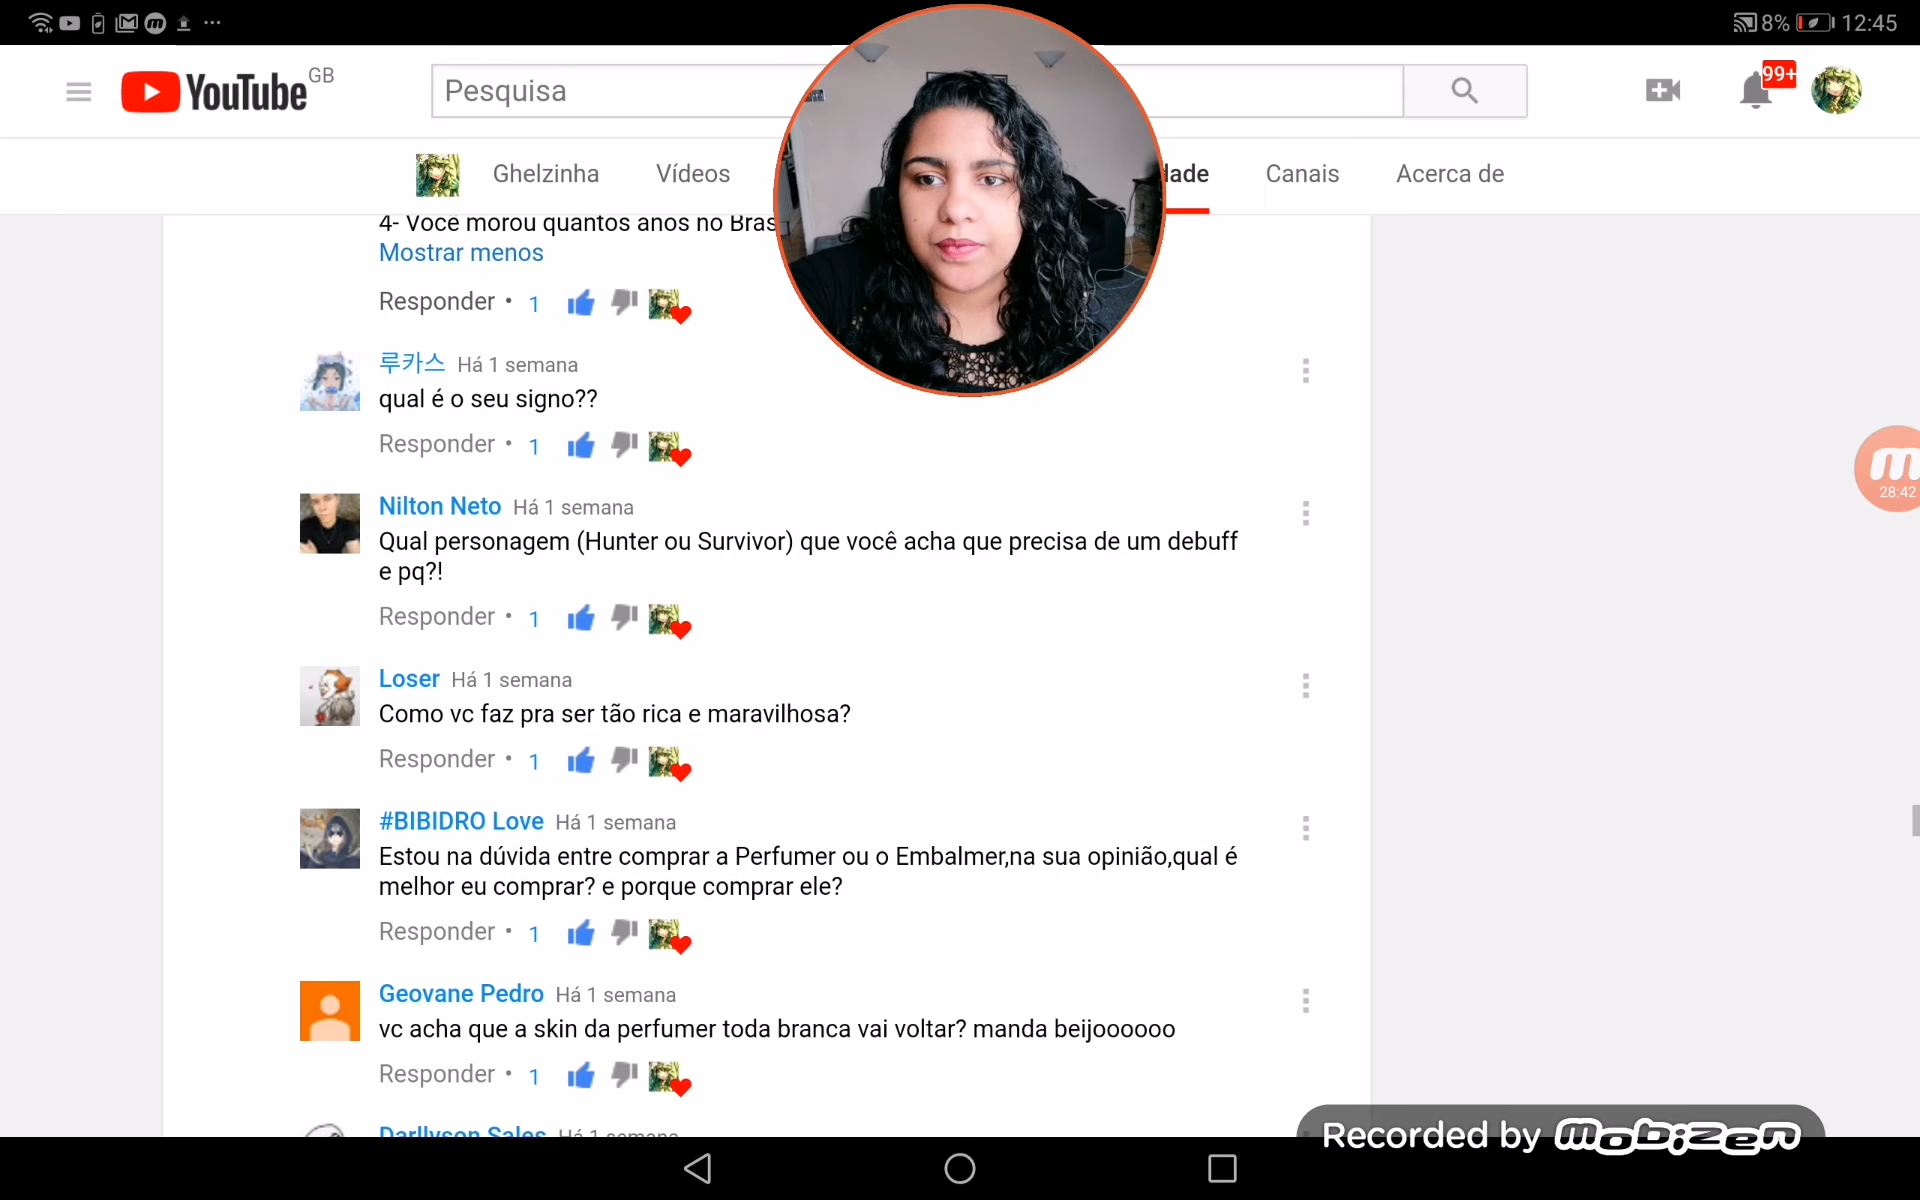 8% 12:45
YouTube GB
Pesquisa
99+
Ghelzinha Vídeos dade Canais Acerca de
4- Você morou quantos anos no Bras
Mostrar menos
Responder • 1
루카스 Há 1 semana
qual é o seu signo??
Responder • 1
Nilton Neto Há 1 semana
Qual personagem (Hunter ou Survivor) que você acha que precisa de um debuff
e pq?!
Responder • 1
Loser Há 1 semana
Como vc faz pra ser tão rica e maravilhosa?
Responder • 1
#BIBIDRO Love Há 1 semana
Estou na dúvida entre comprar a Perfumer ou o Embalmer,na sua opinião,qual é
melhor eu comprar? e porque comprar ele?
Responder • 1
Geovane Pedro Há 1 semana
vc acha que a skin da perfumer toda branca vai voltar? manda beijoooooo
Responder • 1
Darllyson Sales Há 1 semana
28:42
Recorded by Mobizen